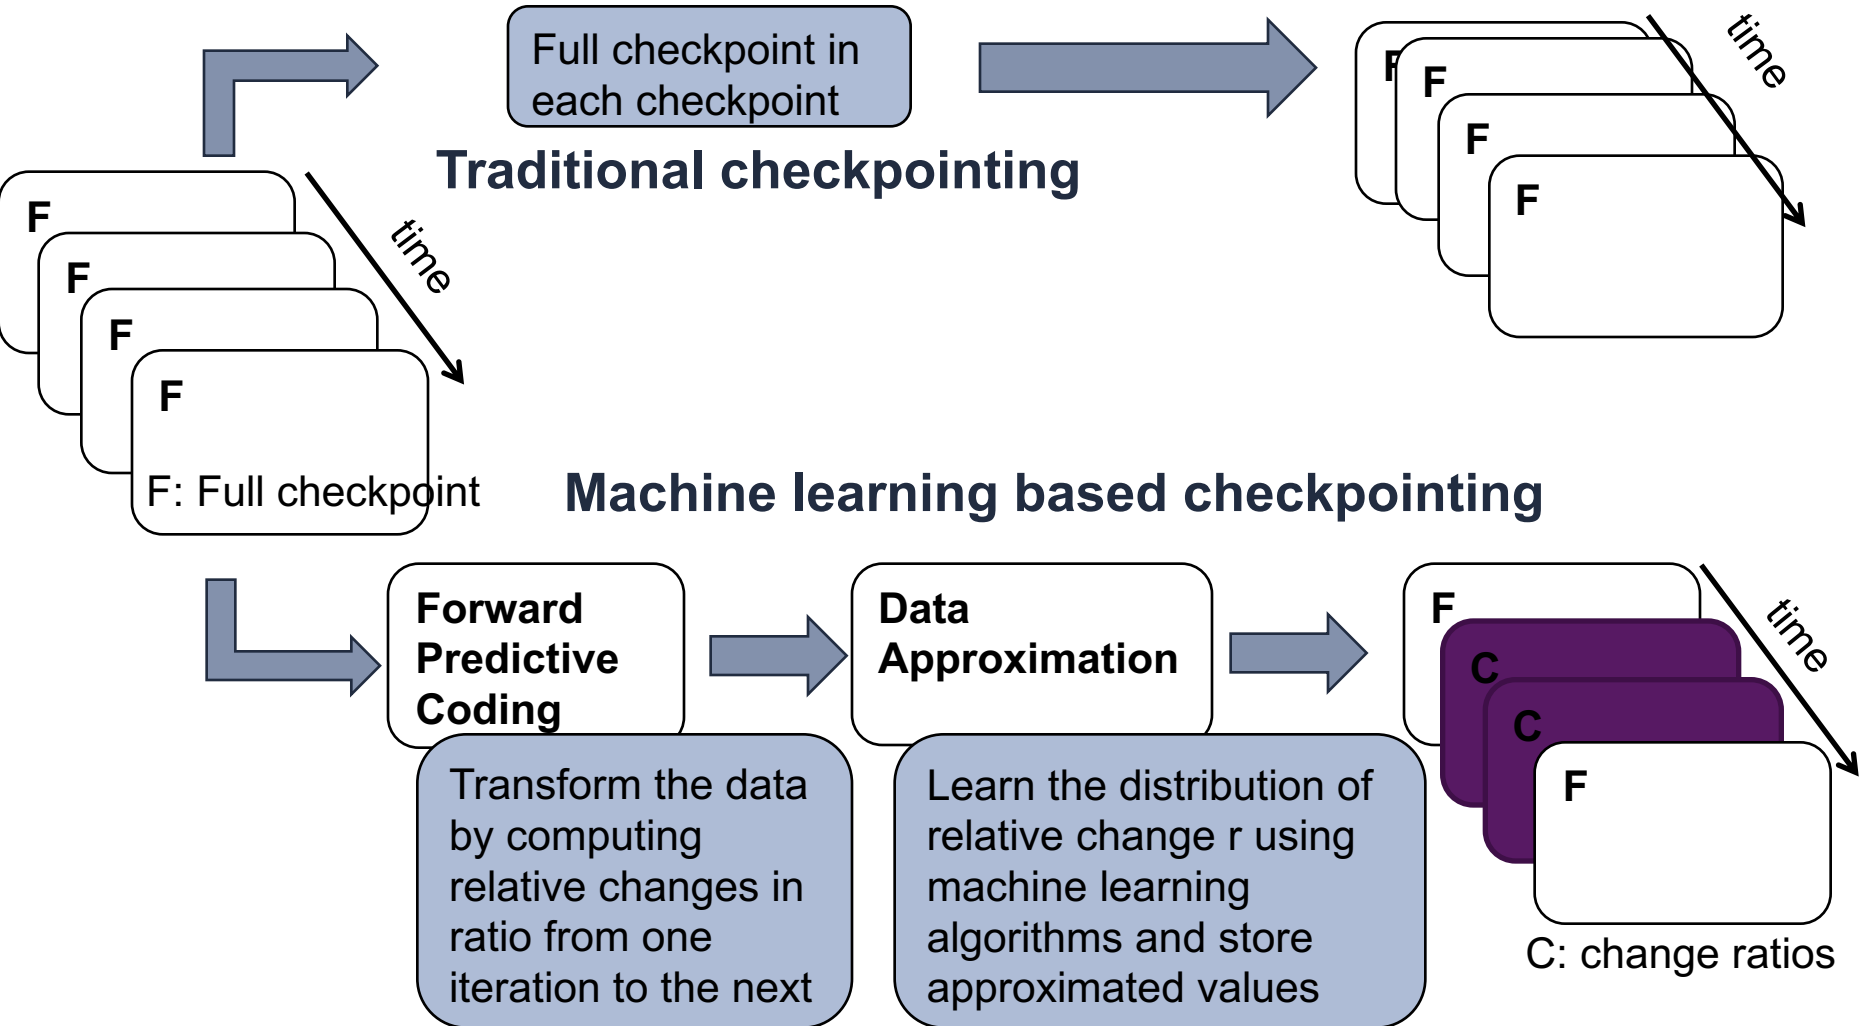 Full checkpoint in
each checkpoint
Traditional checkpointing
F
F
F
F
time
F
F
F
F
time
F: Full checkpoint
Machine learning based checkpointing
Forward
Predictive
Coding
Transform the data
by computing
relative changes in
ratio from one
iteration to the next
Data
Approximation
Learn the distribution of
relative change r using
machine learning
algorithms and store
approximated values
F
C
C
F
time
C: change ratios